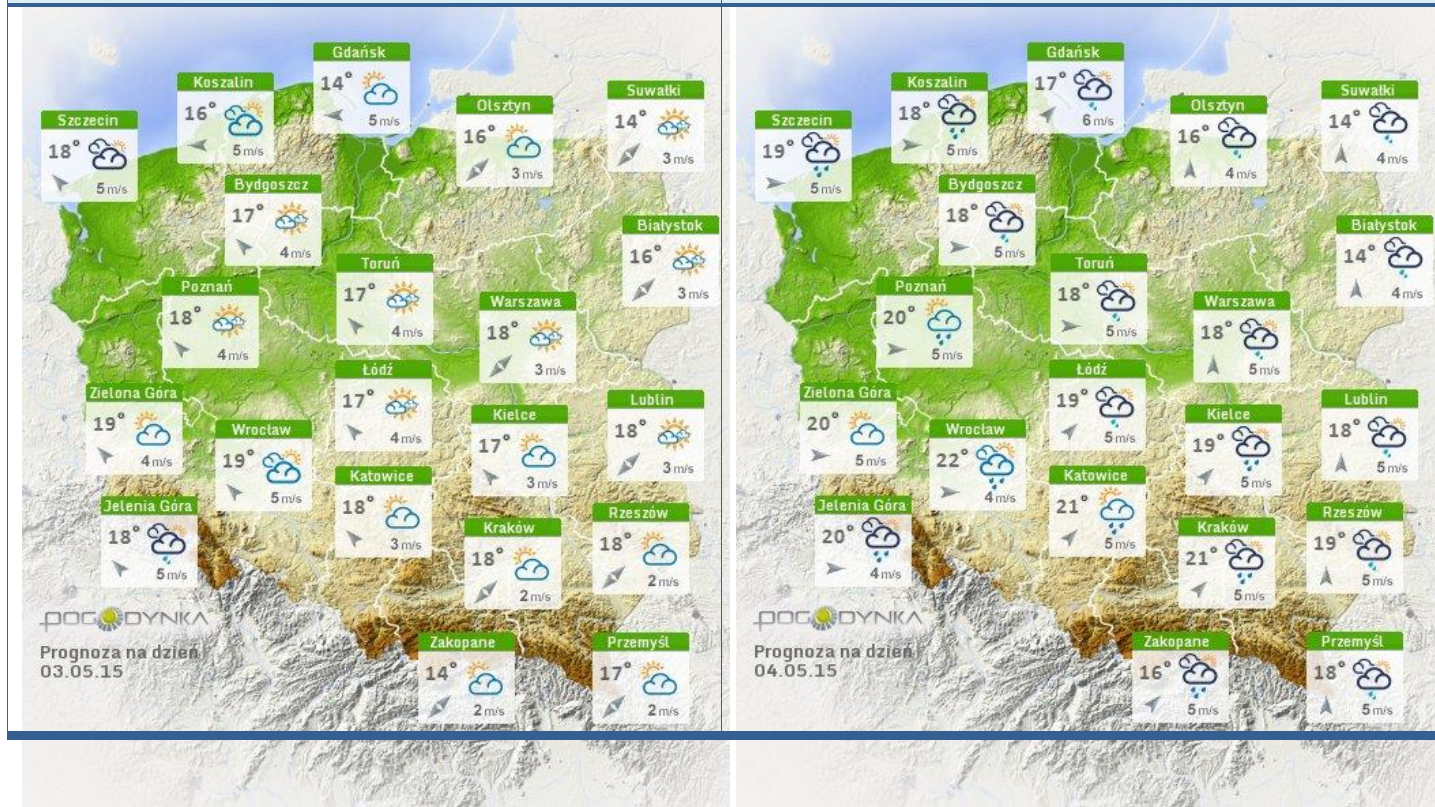 Gdańsk
14°
5 m/s
Koszalin
16°
5 m/s
Suwałki
14°
3 m/s
Olsztyn
16°
3 m/s
Szczecin
18°
5 m/s
Bydgoszcz
17°
4 m/s
Białystok
16°
3 m/s
Toruń
17°
4 m/s
Poznań
18°
4 m/s
Warszawa
18°
3 m/s
Łódź
17°
4 m/s
Zielona Góra
19°
4 m/s
Lublin
18°
3 m/s
Kielce
17°
3 m/s
Wrocław
19°
5 m/s
Katowice
18°
3 m/s
Jelenia Góra
18°
5 m/s
Rzeszów
18°
2 m/s
Kraków
18°
2 m/s
POGODYNKA
Zakopane
14°
2 m/s
Przemyśl
17°
2 m/s
Prognoza na dzień
03.05.15
Gdańsk
17°
6 m/s
Koszalin
18°
5 m/s
Suwałki
14°
4 m/s
Olsztyn
16°
4 m/s
Szczecin
19°
5 m/s
Bydgoszcz
18°
5 m/s
Białystok
14°
4 m/s
Toruń
18°
5 m/s
Poznań
20°
5 m/s
Warszawa
18°
5 m/s
Łódź
19°
5 m/s
Zielona Góra
20°
5 m/s
Lublin
18°
5 m/s
Kielce
19°
5 m/s
Wrocław
22°
4 m/s
Katowice
21°
5 m/s
Jelenia Góra
20°
4 m/s
Rzeszów
19°
5 m/s
Kraków
21°
5 m/s
POGODYNKA
Zakopane
16°
5 m/s
Przemyśl
18°
5 m/s
Prognoza na dzień
04.05.15